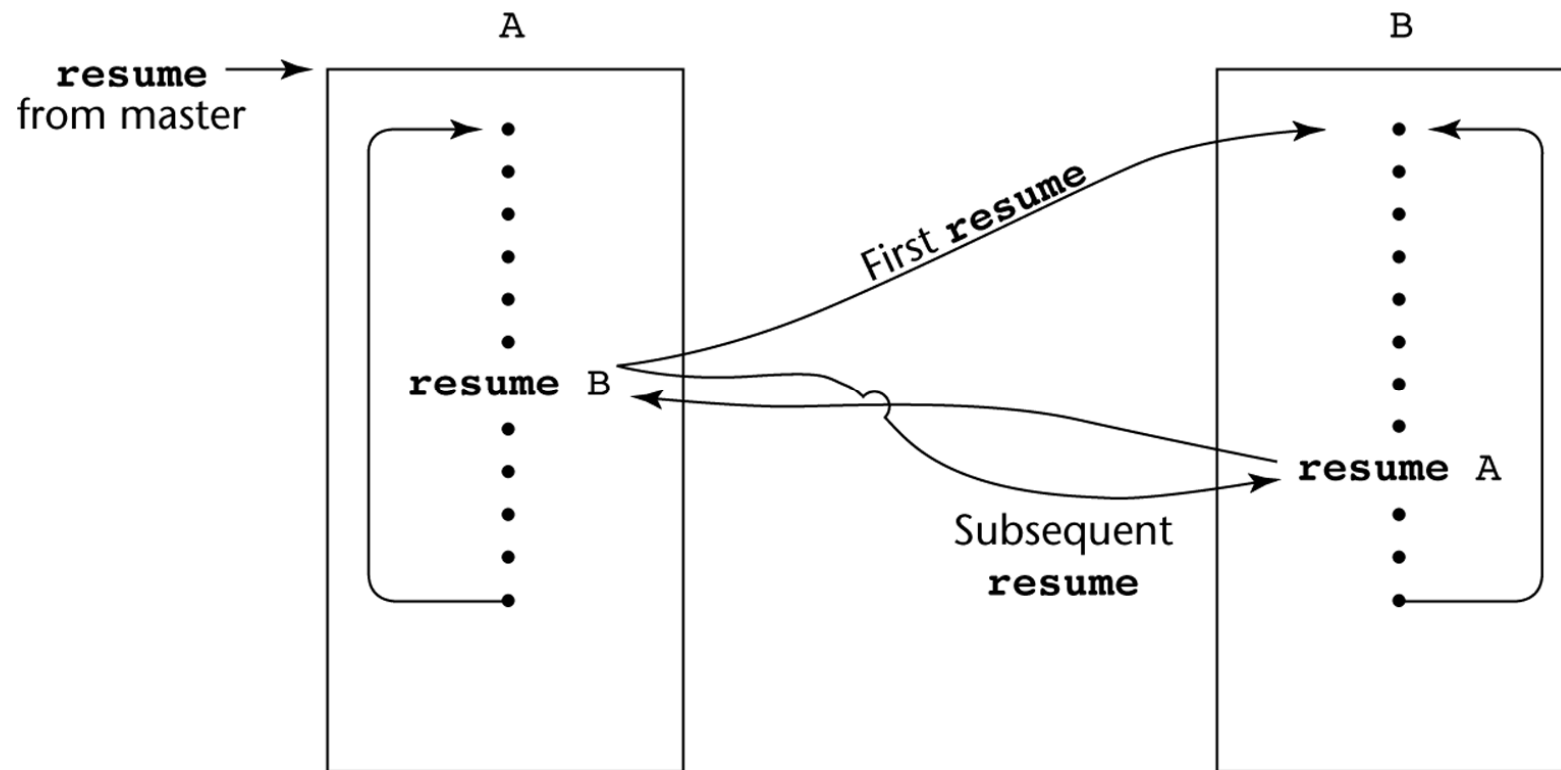 A
B
resume
from master
First resume
resume B
resume A
Subsequent
resume